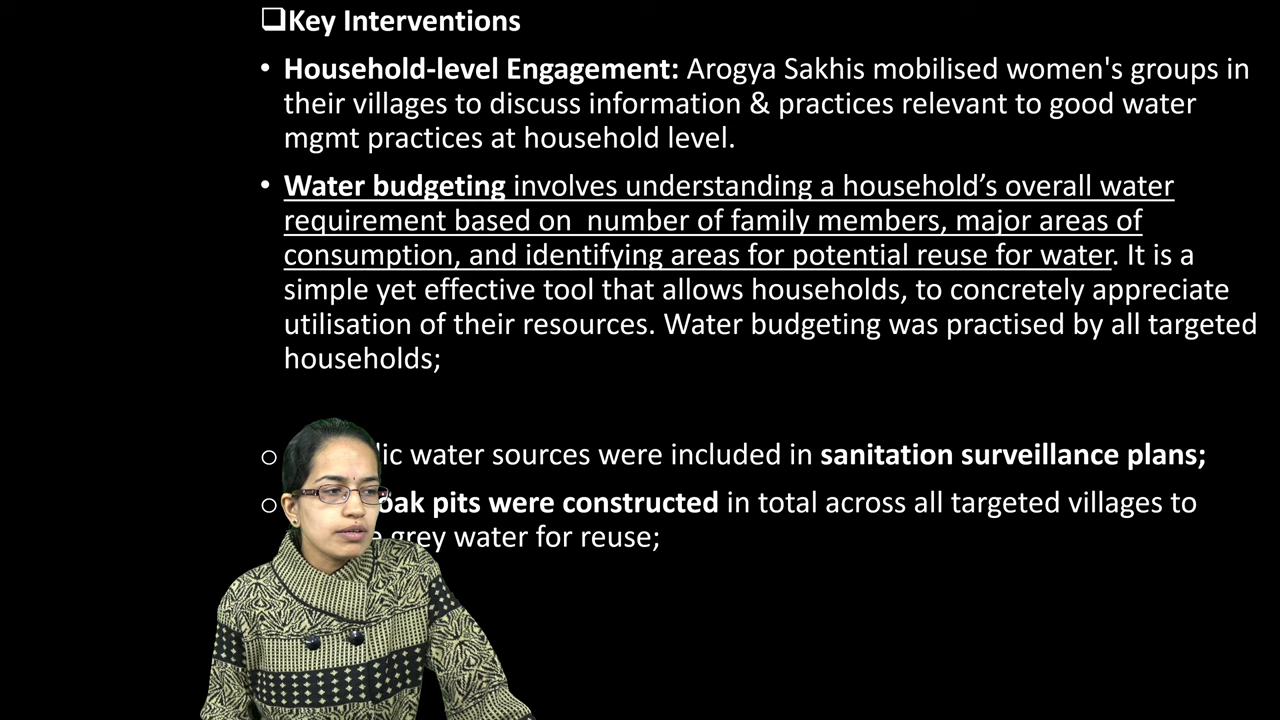 ❑Key Interventions
• Household-level Engagement: Arogya Sakhis mobilised women's groups in
their villages to discuss information & practices relevant to good water
mgmt practices at household level.
• Water budgeting involves understanding a household’s overall water
requirement based on  number of family members, major areas of
consumption, and identifying areas for potential reuse for water. It is a
simple yet effective tool that allows households, to concretely appreciate
utilisation of their resources. Water budgeting was practised by all targeted
households;
o water sources were included in sanitation surveillance plans;
o pits were constructed in total across all targeted villages to
grey water for reuse;